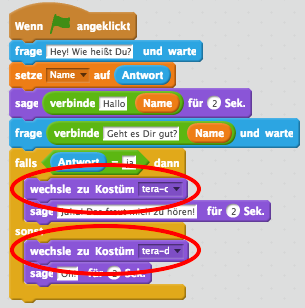 Wenn angeklickt
frage Hey! Wie heißt Du? und warte
setze Name auf Antwort
sage verbinde Hallo Name für 2 Sek.
frage verbinde Geht es Dir gut? Name und warte
falls Antwort = ja dann
wechsle zu Kostüm tera-c
sage Juhu! Das freut mich zu hören! für 2 Sek.
sonst
wechsle zu Kostüm tera-d
sage Oh! für 2 Sek.